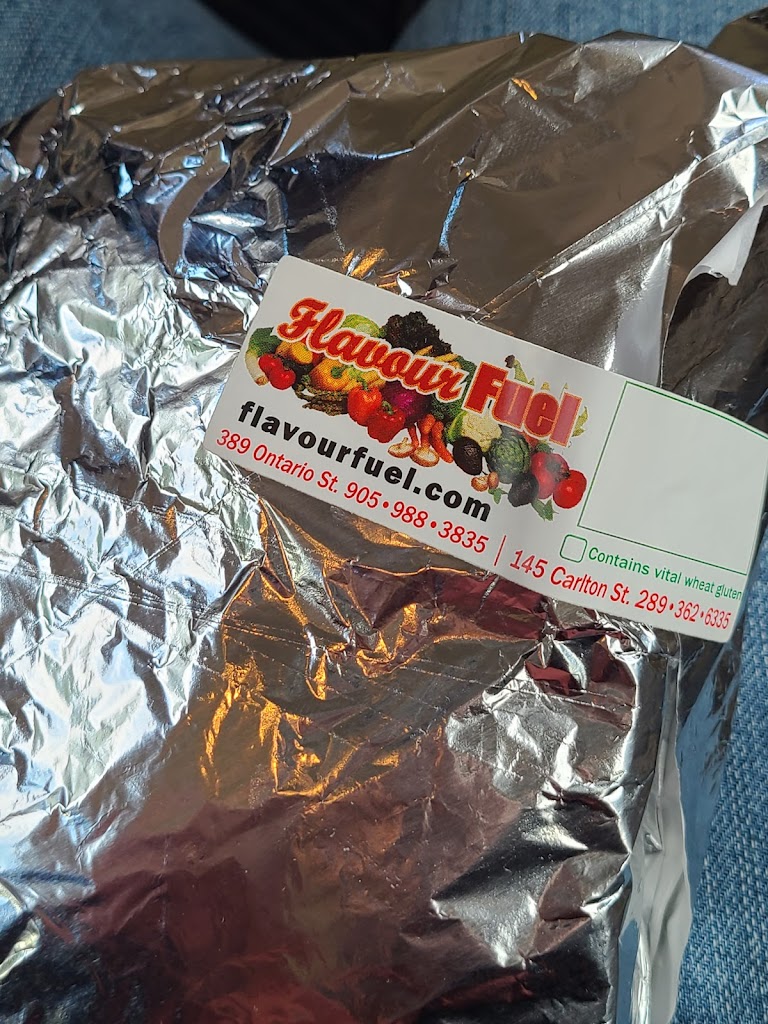 Flavour Fuel
flavourfuel.com
389 Ontario St. 905•988•3835 | 145 Carlton St. 289•362•6335
Contains vital wheat gluten